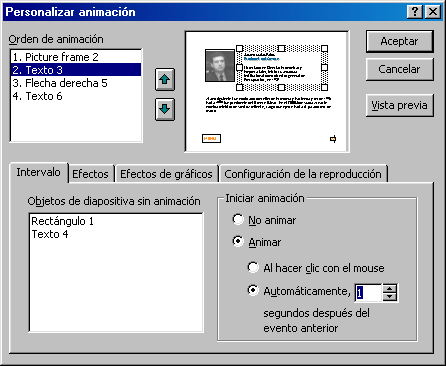 Personalizar animación
Orden de animación
1. Picture frame 2
2. Texto 3
3. Flecha derecha 5
4. Texto 6
Aceptar
Cancelar
Vista previa
Intervalo
Efectos
Efectos de gráficos
Configuración de la reproducción
Objetos de diapositiva sin animación
Rectángulo 1
Texto 4
Iniciar animación
No animar
Animar
Al hacer clic con el mouse
Automáticamente, 1
segundos después del
evento anterior